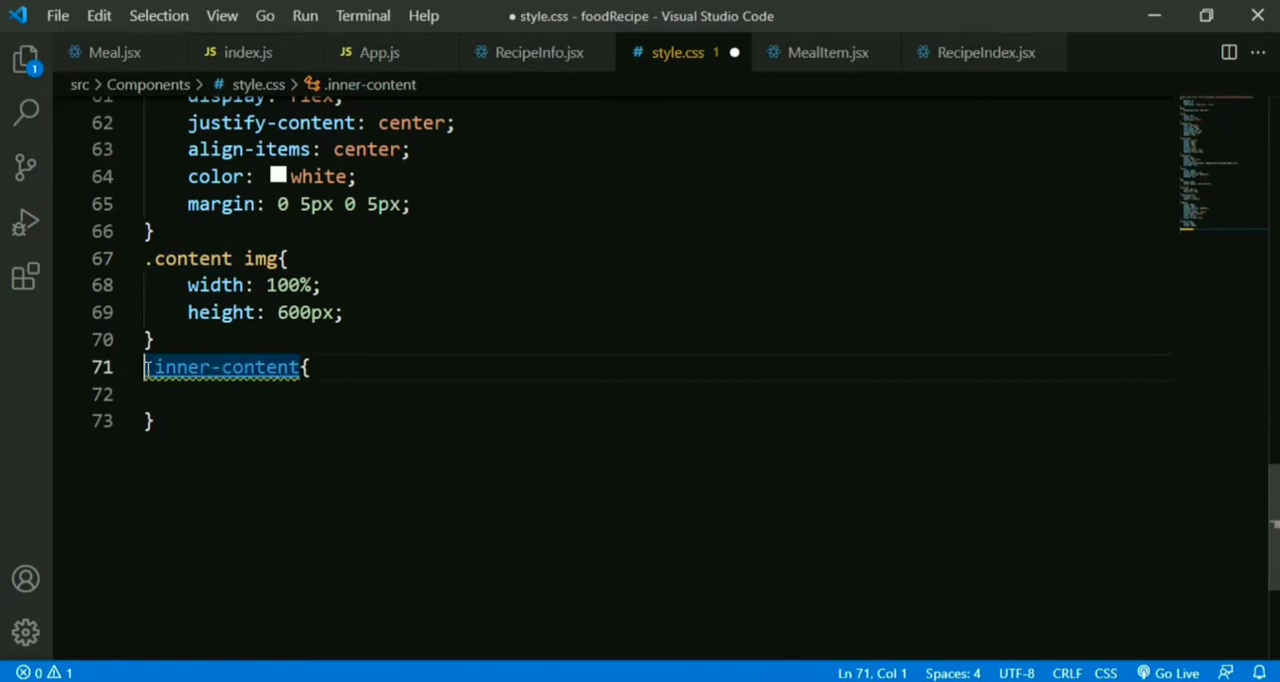 File Edit Selection View Go Run Terminal Help ● style.css - foodRecipe - Visual Studio Code
Meal.jsx JS index.js JS App.js RecipeInfo.jsx # style.css 1 ● MealItem.jsx RecipeIndex.jsx
src > Components > # style.css > .inner-content
61 display: flex;
62 justify-content: center;
63 align-items: center;
64 color: white;
65 margin: 0 5px 0 5px;
66 }
67 .content img{
68 width: 100%;
69 height: 600px;
70 }
71 .inner-content{
72
73 }
1
0 1 Ln 71, Col 1 Spaces: 4 UTF-8 CRLF CSS Go Live